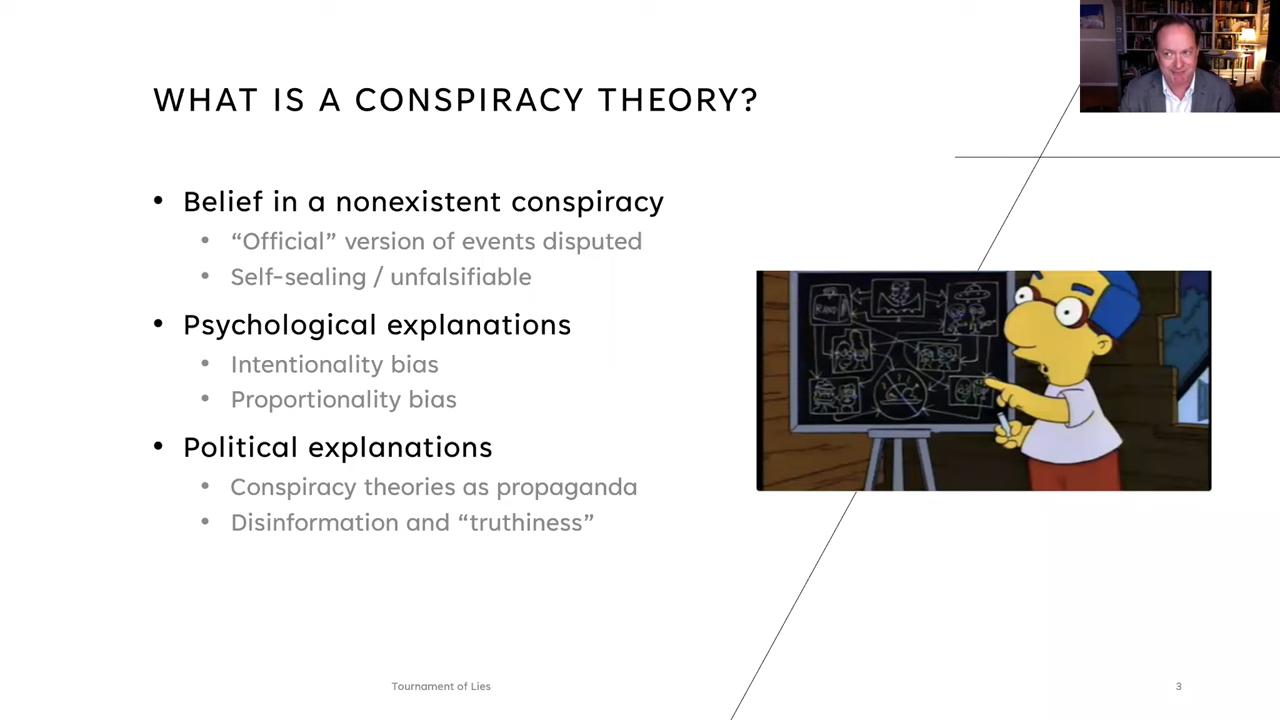 WHAT IS A CONSPIRACY THEORY?
• Belief in a nonexistent conspiracy
• “Official” version of events disputed
• Self-sealing / unfalsifiable
• Psychological explanations
• Intentionality bias
• Proportionality bias
• Political explanations
• Conspiracy theories as propaganda
• Disinformation and “truthiness”
RAND
Tournament of Lies
3